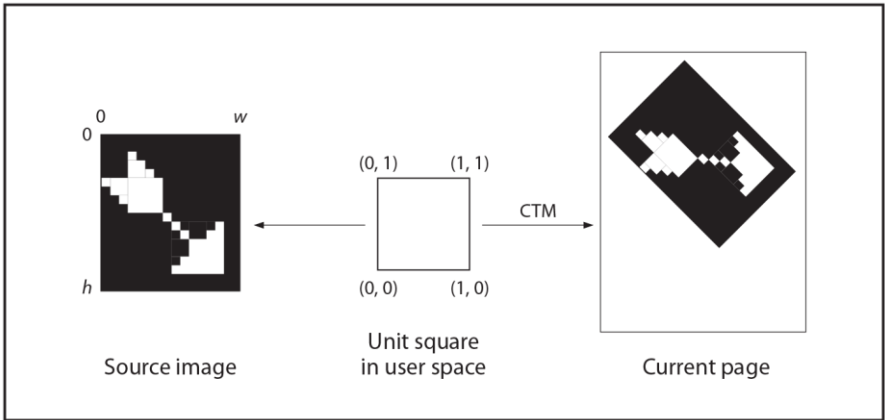 0
w
0
h
Source image
(0, 1)
(1, 1)
(0, 0)
(1, 0)
Unit square
in user space
CTM
Current page